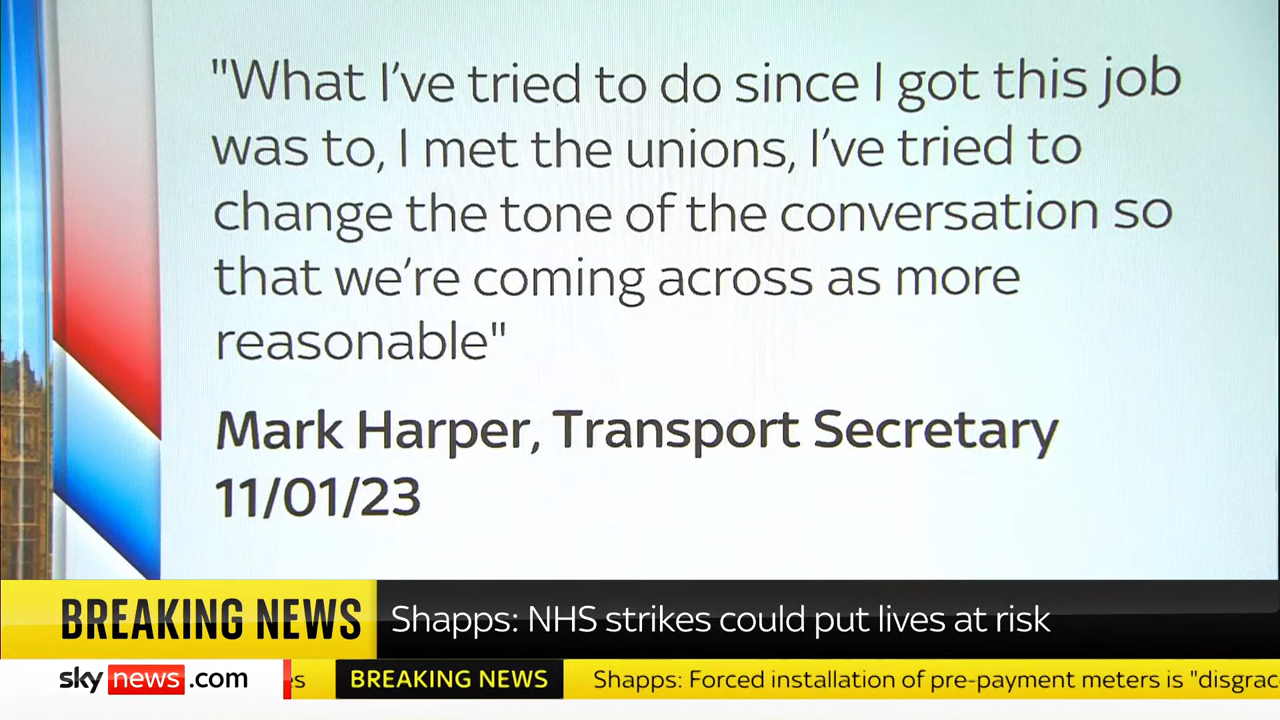 "What I've tried to do since I got this job
was to, I met the unions, I've tried to
change the tone of the conversation so
that we're coming across as more
reasonable"
Mark Harper, Transport Secretary
11/01/23
BREAKING NEWS Shapps: NHS strikes could put lives at risk
sky news.com BREAKING NEWS Shapps: Forced installation of pre-payment meters is "disgrac